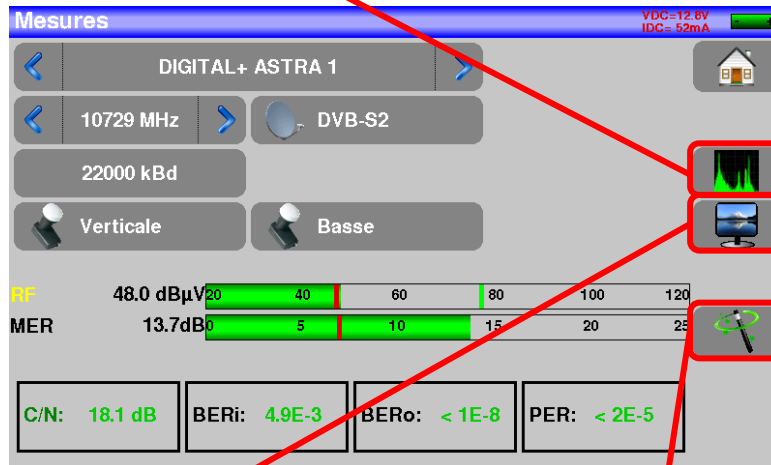 Mesures
VDC=12.8V
IDC= 52mA
DIGITAL+ ASTRA 1
10729 MHz
DVB-S2
22000 kBd
Verticale
Basse
RF 48.0 dBµV 20 40 60 80 100 120
MER 13.7dB 0 5 10 15 20 25
C/N: 18.1 dB BERi: 4.9E-3 BERo: < 1E-8 PER: < 2E-5